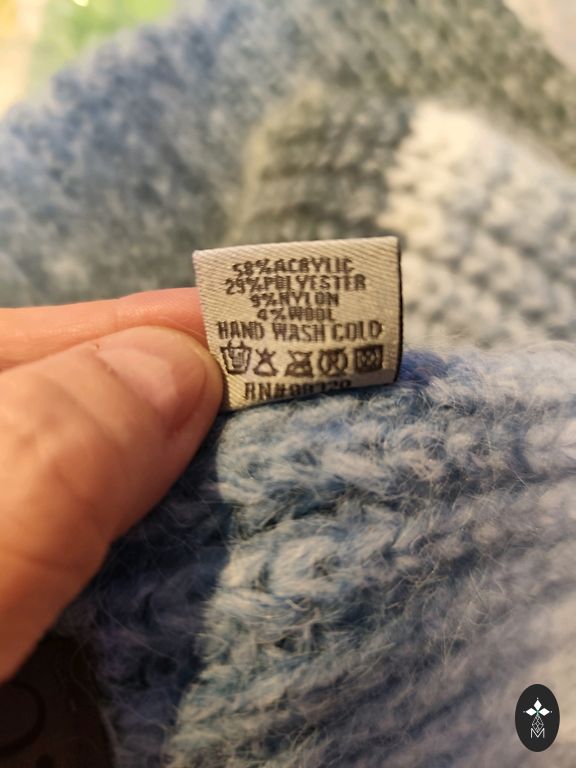 58%ACRYLIC
29%POLYESTER
9%NYLON
4%WOOL
HAND WASH COLD